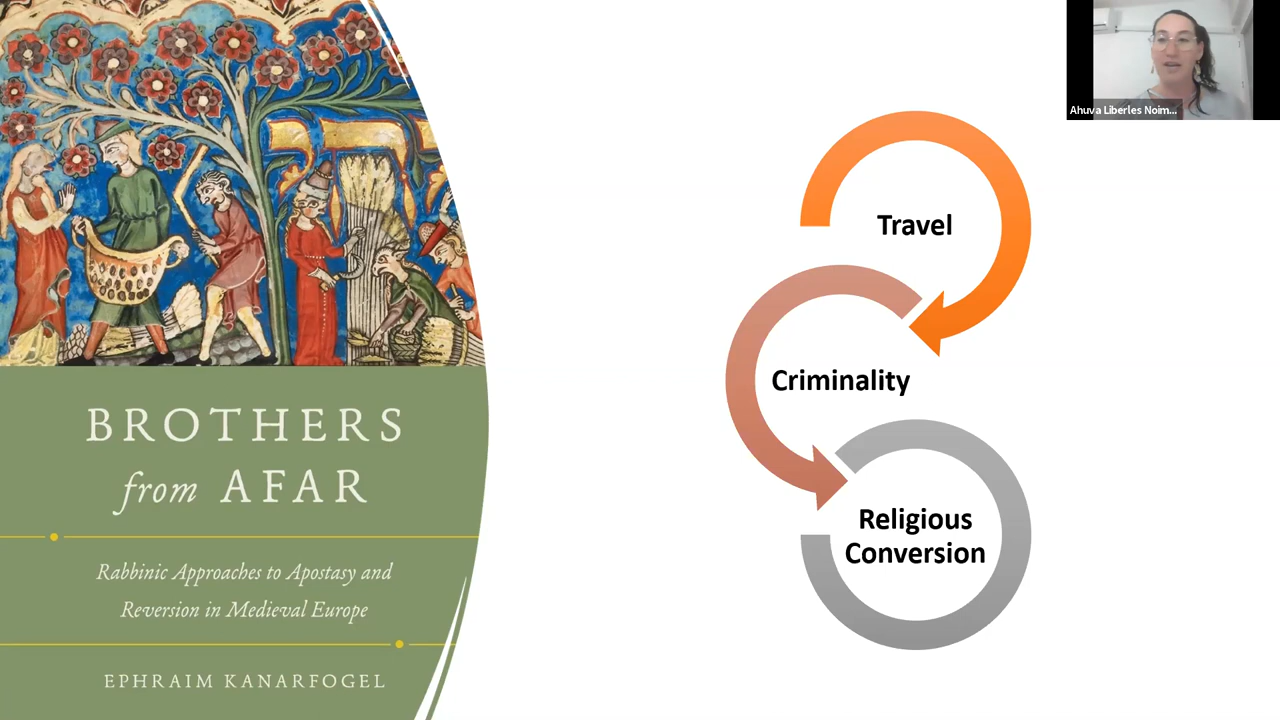 BROTHERS
from AFAR
Rabbinic Approaches to Apostasy and
Reversion in Medieval Europe
EPHRAIM KANARFOGEL
Travel
Criminality
Religious
Conversion
Ahuva Liberles Noim...